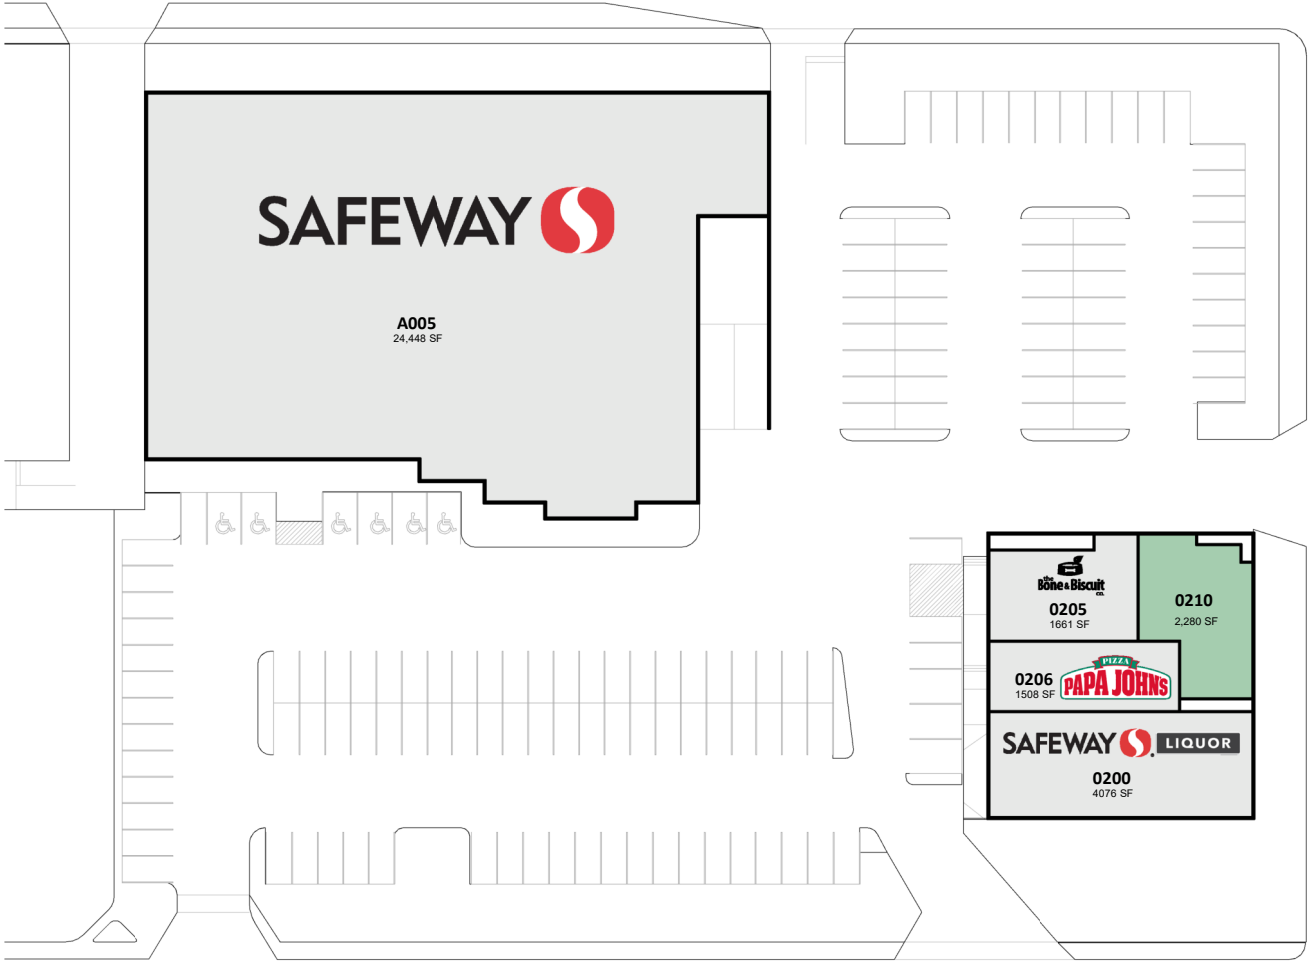 SAFEWAY
A005
24,448 SF
the
Bone & Biscuit
co.
0205
1661 SF
0210
2,280 SF
0206
1508 SF
PIZZA
PAPA JOHN'S
SAFEWAY LIQUOR
0200
4076 SF